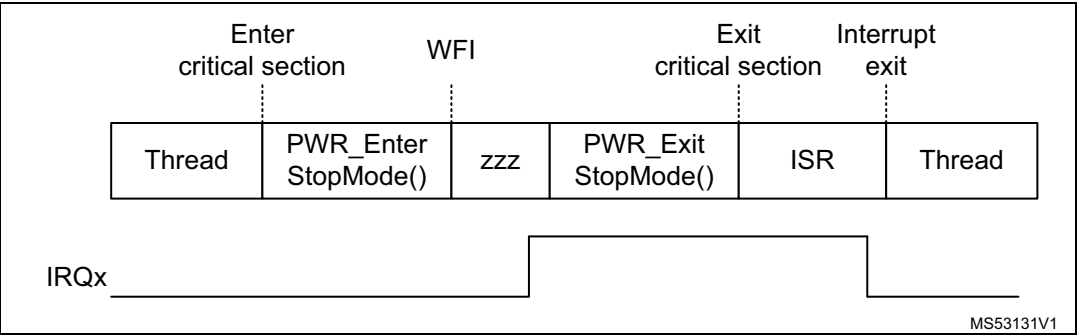 Enter
critical section
WFI
Exit
critical section
Interrupt
exit
Thread
PWR_Enter
StopMode()
zzz
PWR_Exit
StopMode()
ISR
Thread
IRQx
MS53131V1